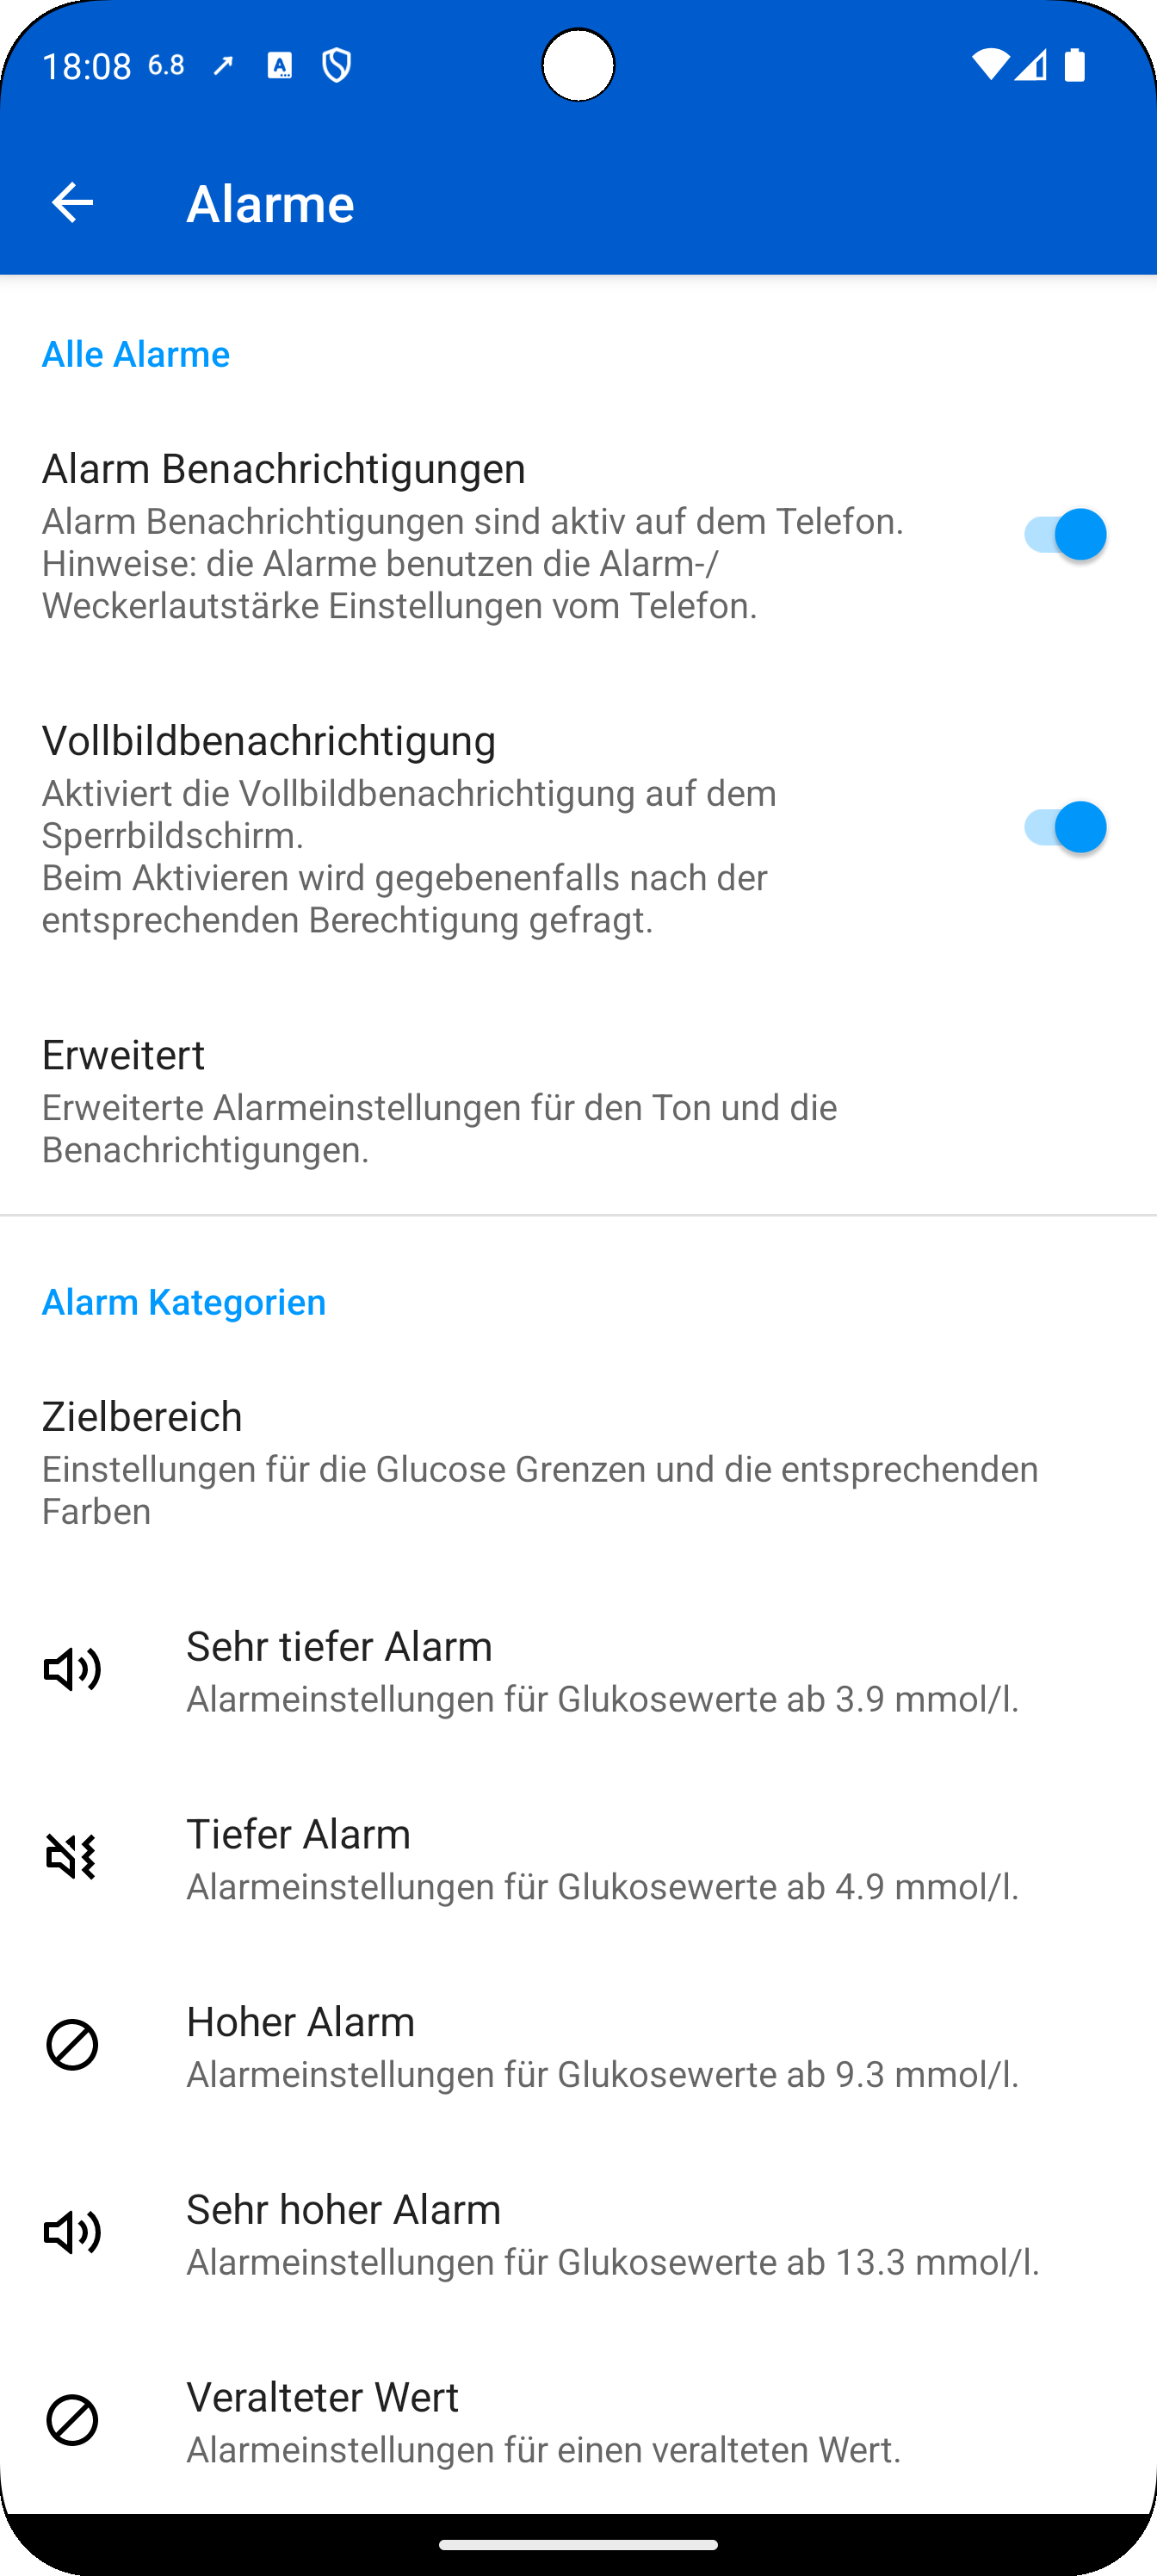 18:08 6.8
Alarme
Alle Alarme
Alarm Benachrichtigungen
Alarm Benachrichtigungen sind aktiv auf dem Telefon.
Hinweise: die Alarme benutzen die Alarm-/
Weckerlautstärke Einstellungen vom Telefon.
Vollbildbenachrichtigung
Aktiviert die Vollbildbenachrichtigung auf dem
Sperrbildschirm.
Beim Aktivieren wird gegebenenfalls nach der
entsprechenden Berechtigung gefragt.
Erweitert
Erweiterte Alarmeinstellungen für den Ton und die
Benachrichtigungen.
Alarm Kategorien
Zielbereich
Einstellungen für die Glucose Grenzen und die entsprechenden
Farben
Sehr tiefer Alarm
Alarmeinstellungen für Glukosewerte ab 3.9 mmol/l.
Tiefer Alarm
Alarmeinstellungen für Glukosewerte ab 4.9 mmol/l.
Hoher Alarm
Alarmeinstellungen für Glukosewerte ab 9.3 mmol/l.
Sehr hoher Alarm
Alarmeinstellungen für Glukosewerte ab 13.3 mmol/l.
Veralteter Wert
Alarmeinstellungen für einen veralteten Wert.